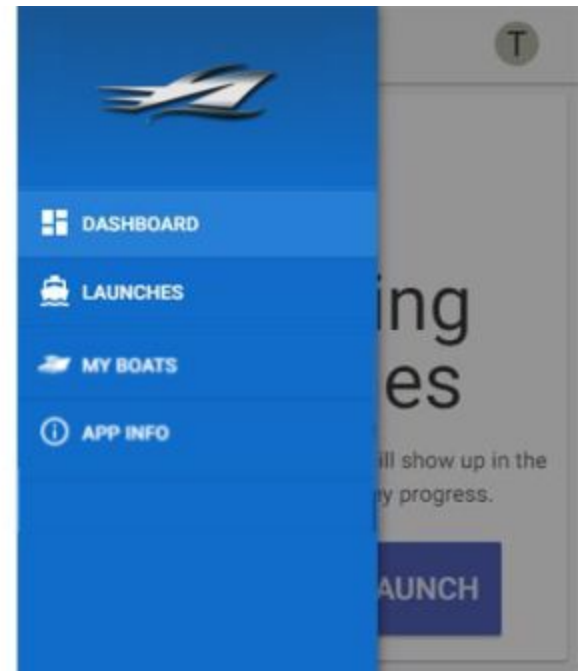 T
DASHBOARD
LAUNCHES
MY BOATS
APP INFO
ing
es
ill show up in the
y progress.
AUNCH